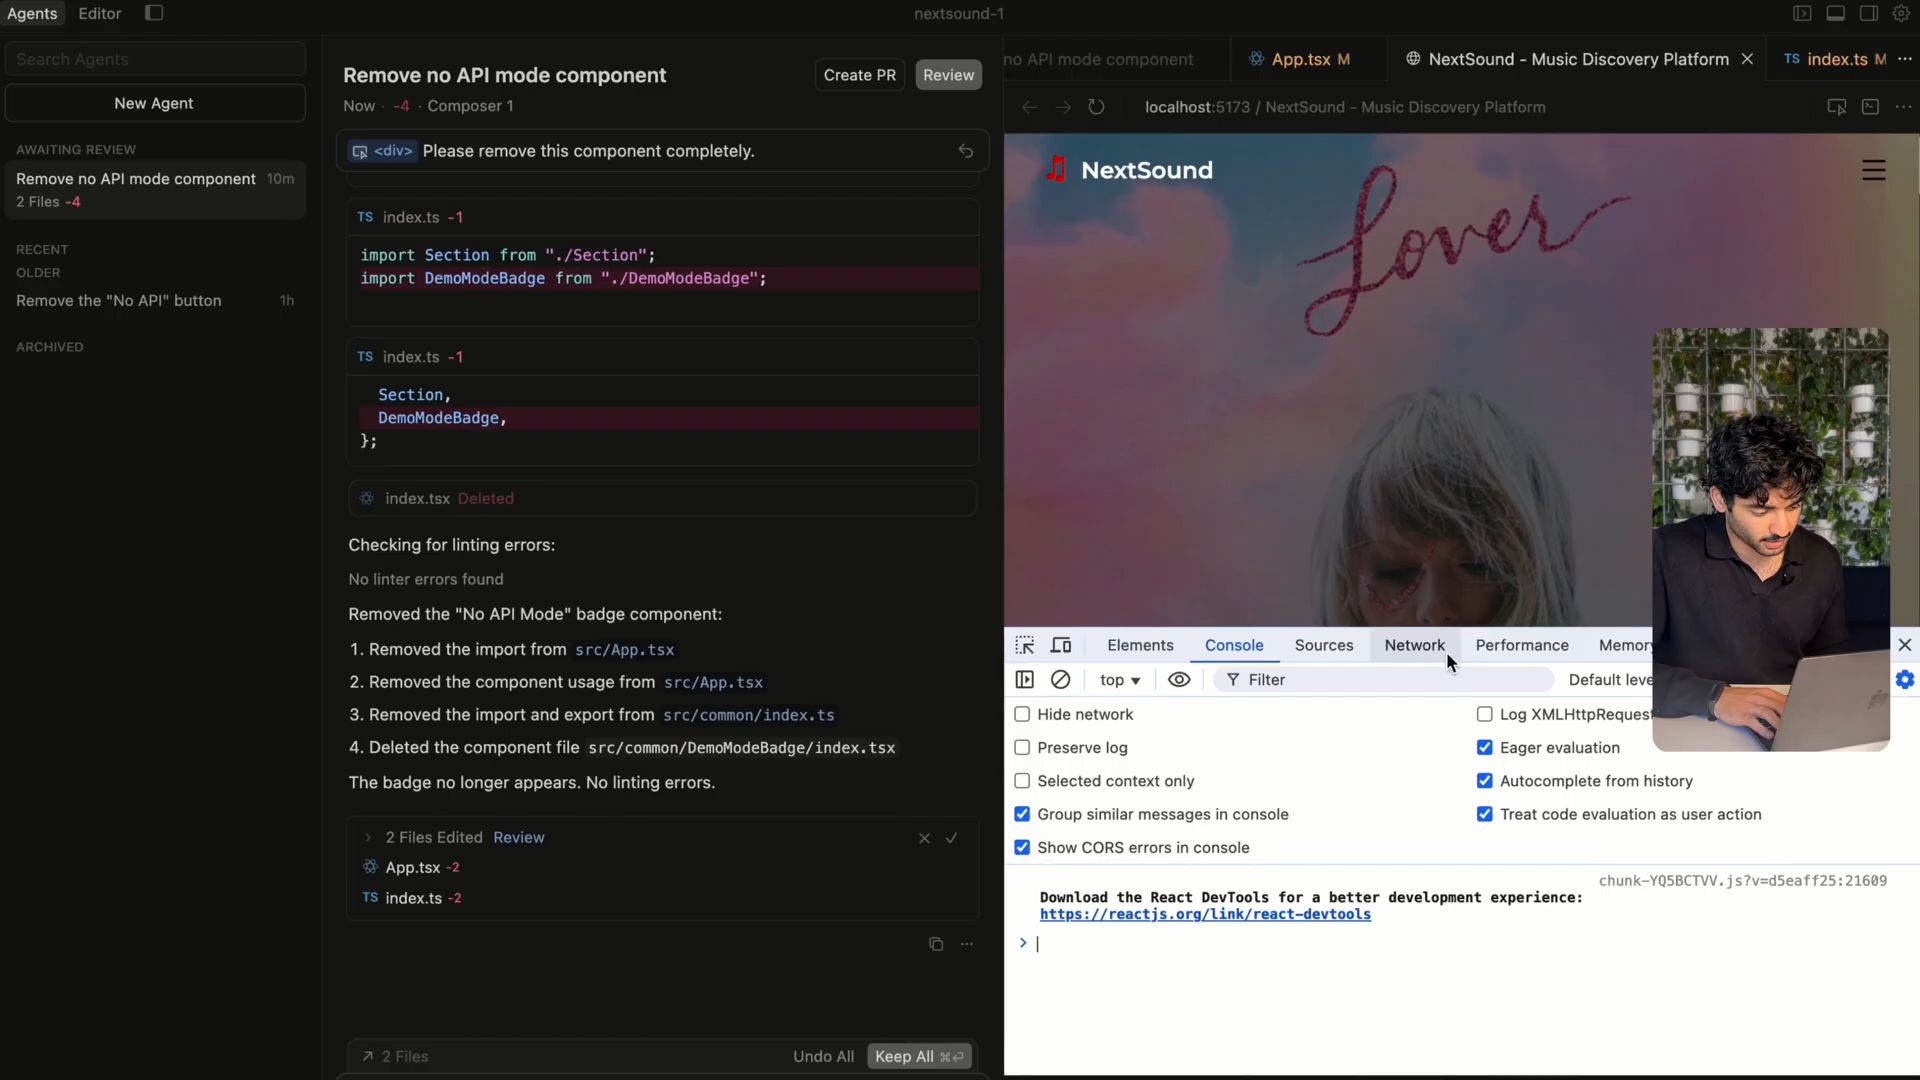 Agents
Editor
nextsound-1
Search Agents
New Agent
AWAITING REVIEW
Remove no API mode component 10m
2 Files -4
RECENT
OLDER
Remove the "No API" button 1h
ARCHIVED
Remove no API mode component
Create PR
Review
Now · -4 · Composer 1
<div> Please remove this component completely.
TS index.ts -1
import Section from "./Section";
import DemoModeBadge from "./DemoModeBadge";
TS index.ts -1
Section,
DemoModeBadge,
};
index.tsx Deleted
Checking for linting errors:
No linter errors found
Removed the "No API Mode" badge component:
1. Removed the import from src/App.tsx
2. Removed the component usage from src/App.tsx
3. Removed the import and export from src/common/index.ts
4. Deleted the component file src/common/DemoModeBadge/index.tsx
The badge no longer appears. No linting errors.
2 Files Edited Review
App.tsx -2
TS index.ts -2
2 Files
Undo All
Keep All ⌘⏎
no API mode component
App.tsx M
NextSound - Music Discovery Platform
TS index.ts M
localhost:5173 / NextSound - Music Discovery Platform
NextSound
Lover
Elements
Console
Sources
Network
Performance
Memory
top
Filter
Default leve
Hide network
Log XMLHttpRequest
Preserve log
Eager evaluation
Selected context only
Autocomplete from history
Group similar messages in console
Treat code evaluation as user action
Show CORS errors in console
chunk-YQ5BCTVV.js?v=d5eaff25:21609
Download the React DevTools for a better development experience:
https://reactjs.org/link/react-devtools